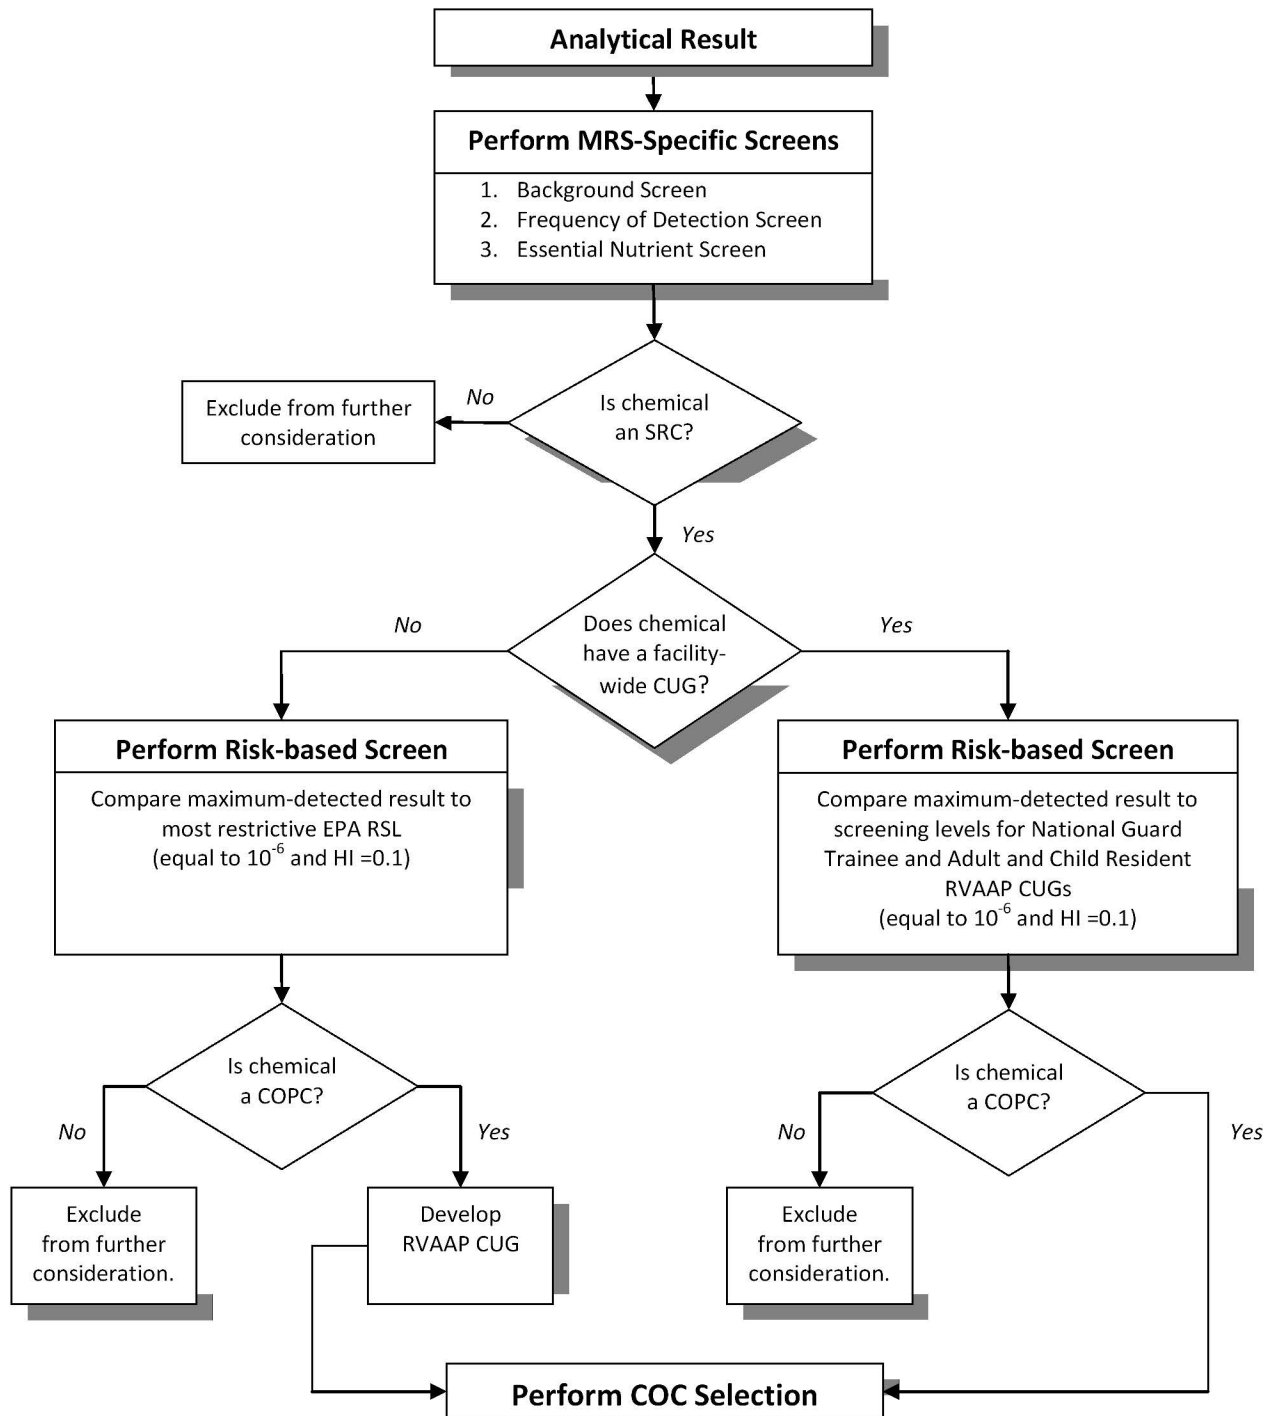 Analytical Result
Perform MRS-Specific Screens
1. Background Screen
2. Frequency of Detection Screen
3. Essential Nutrient Screen
Is chemical
an SRC?
No
Exclude from further
consideration
Yes
Does chemical
have a facility-
wide CUG?
No
Yes
Perform Risk-based Screen
Compare maximum-detected result to
most restrictive EPA RSL
(equal to 10⁻⁶ and HI =0.1)
Perform Risk-based Screen
Compare maximum-detected result to
screening levels for National Guard
Trainee and Adult and Child Resident
RVAAP CUGs
(equal to 10⁻⁶ and HI =0.1)
Is chemical
a COPC?
No
Yes
Exclude
from further
consideration.
Develop
RVAAP CUG
Is chemical
a COPC?
No
Yes
Exclude
from further
consideration.
Perform COC Selection